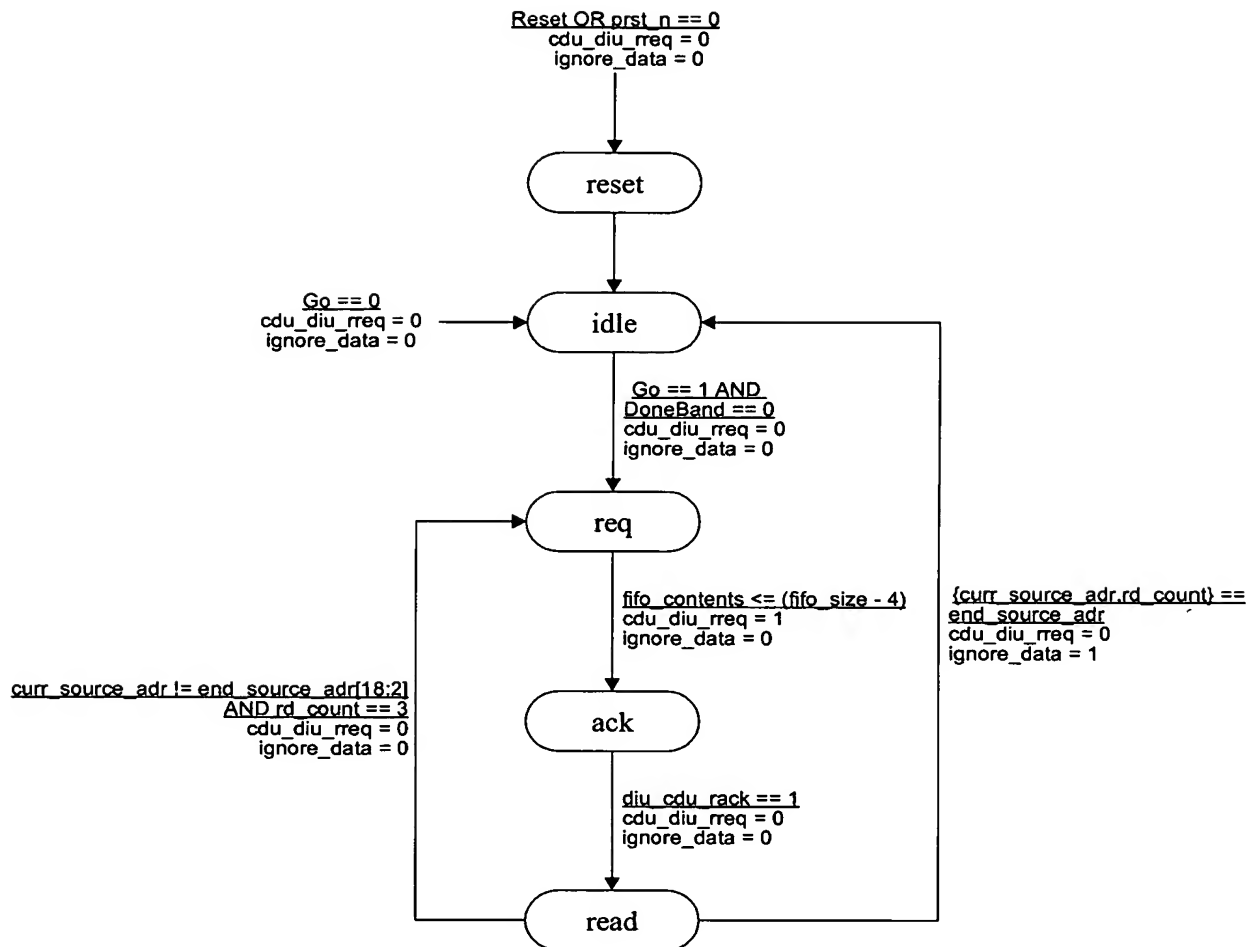 Reset OR prst_n == 0
cdu_diu_rreq = 0
ignore_data = 0
reset
Go == 0
cdu_diu_rreq = 0
ignore_data = 0
idle
Go == 1 AND
DoneBand == 0
cdu_diu_rreq = 0
ignore_data = 0
req
fifo_contents <= (fifo_size - 4)
cdu_diu_rreq = 1
ignore_data = 0
{curr_source_adr.rd_count} ==
end_source_adr
cdu_diu_rreq = 0
ignore_data = 1
curr_source_adr != end_source_adr[18:2]
AND rd_count == 3
cdu_diu_rreq = 0
ignore_data = 0
ack
diu_cdu_rack == 1
cdu_diu_rreq = 0
ignore_data = 0
read